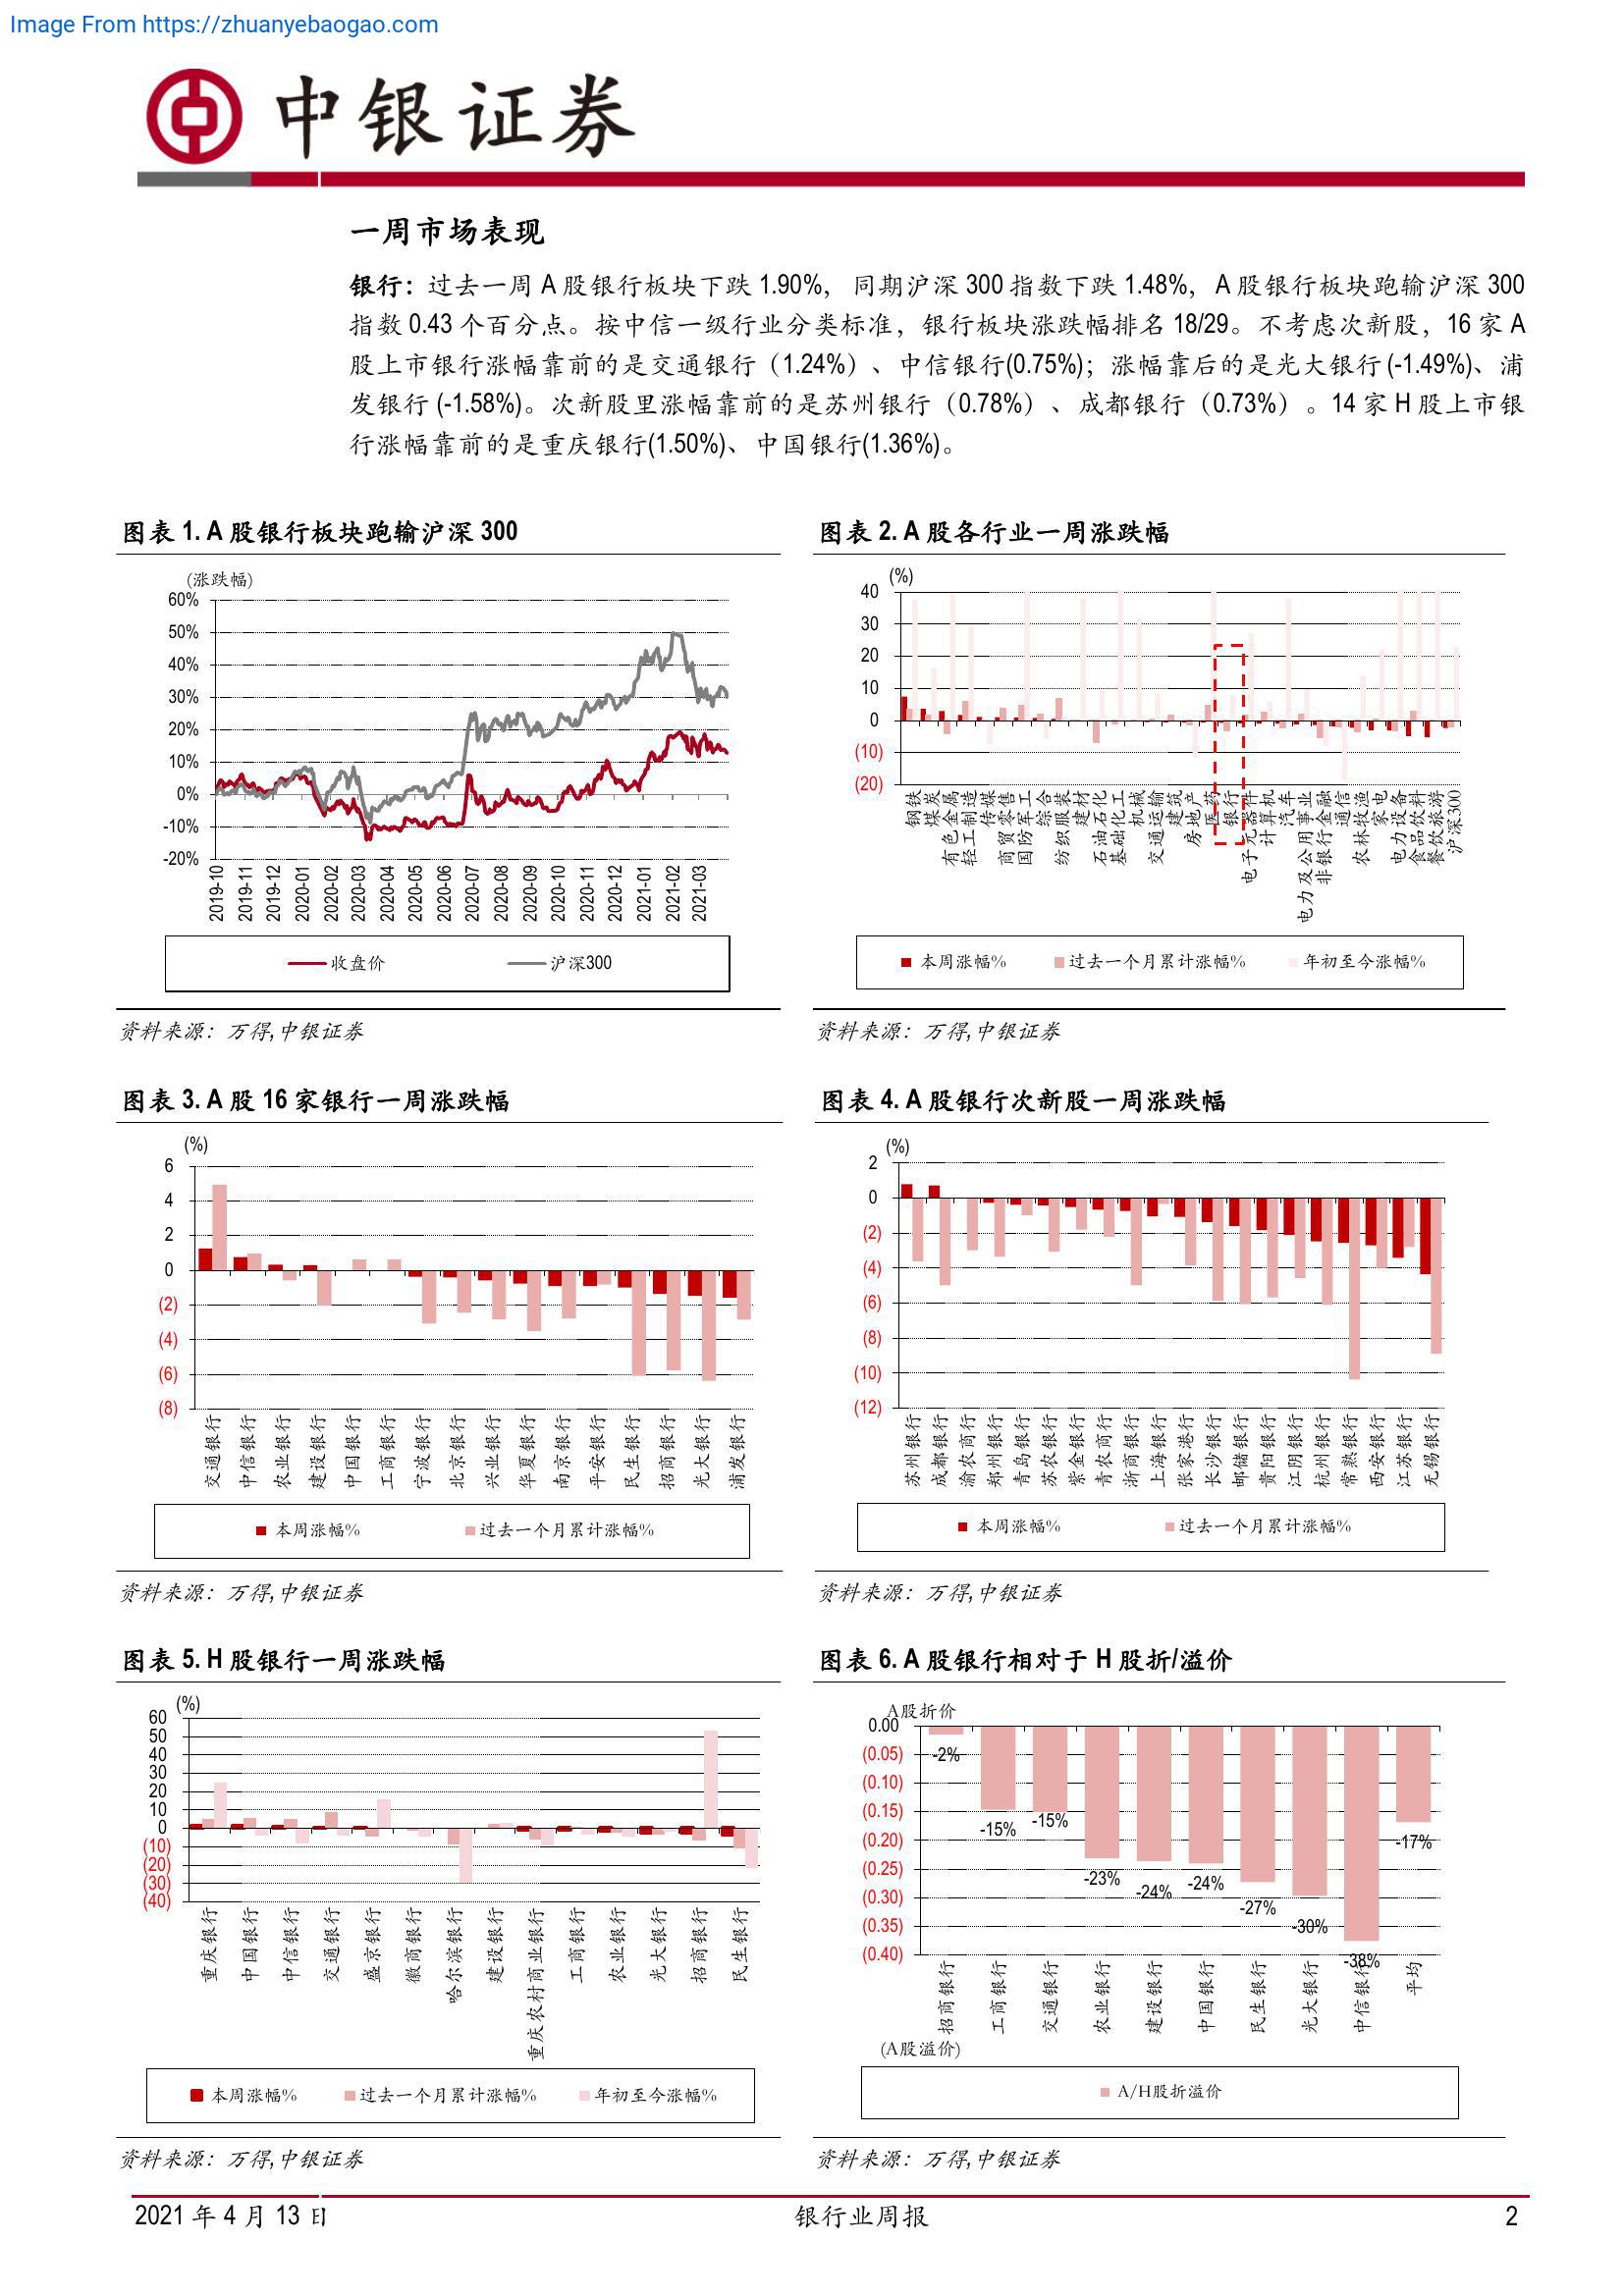 Image From https://zhuanyebaogao.com
中银证券
一周市场表现
银行：过去一周 A 股银行板块下跌 1.90%，同期沪深 300 指数下跌 1.48%，A 股银行板块跑输沪深 300
指数 0.43 个百分点。按中信一级行业分类标准，银行板块涨跌幅排名 18/29。不考虑次新股，16 家 A
股上市银行涨幅靠前的是交通银行（1.24%）、中信银行(0.75%)；涨幅靠后的是光大银行 (-1.49%)、浦
发银行 (-1.58%)。次新股里涨幅靠前的是苏州银行（0.78%）、成都银行（0.73%）。14 家 H 股上市银
行涨幅靠前的是重庆银行(1.50%)、中国银行(1.36%)。
图表 1. A 股银行板块跑输沪深 300
(涨跌幅)
60%
50%
40%
30%
20%
10%
0%
-10%
-20%
2019-10
2019-11
2019-12
2020-01
2020-02
2020-03
2020-04
2020-05
2020-06
2020-07
2020-08
2020-09
2020-10
2020-11
2020-12
2021-01
2021-02
2021-03
收盘价
沪深300
资料来源：万得,中银证券
图表 2. A 股各行业一周涨跌幅
(%)
40
30
20
10
0
(10)
(20)
钢铁
煤炭
有色金属
轻工制造
传媒
商贸零售
国防军工
综合
纺织服装
建材
石油石化
基础化工
机械
交通运输
建筑
房地产
医药
银行
电子元器件
计算机
汽车
电力及公用事业
非银行金融
通信
农林牧渔
家电
电力设备
食品饮料
餐饮旅游
沪深300
本周涨幅%
过去一个月累计涨幅%
年初至今涨幅%
资料来源：万得,中银证券
图表 3. A 股 16 家银行一周涨跌幅
(%)
6
4
2
0
(2)
(4)
(6)
(8)
交通银行
中信银行
农业银行
建设银行
中国银行
工商银行
宁波银行
北京银行
兴业银行
华夏银行
南京银行
平安银行
民生银行
招商银行
光大银行
浦发银行
本周涨幅%
过去一个月累计涨幅%
资料来源：万得,中银证券
图表 4. A 股银行次新股一周涨跌幅
(%)
2
0
(2)
(4)
(6)
(8)
(10)
(12)
苏州银行
成都银行
渝农商行
郑州银行
青岛银行
苏农银行
紫金银行
青农商行
浙商银行
上海银行
张家港行
长沙银行
邮储银行
贵阳银行
江阴银行
杭州银行
常熟银行
西安银行
江苏银行
无锡银行
本周涨幅%
过去一个月累计涨幅%
资料来源：万得,中银证券
图表 5. H 股银行一周涨跌幅
(%)
60
50
40
30
20
10
0
(10)
(20)
(30)
(40)
重庆银行
中国银行
中信银行
交通银行
盛京银行
徽商银行
哈尔滨银行
建设银行
重庆农村商业银行
工商银行
农业银行
光大银行
招商银行
民生银行
本周涨幅%
过去一个月累计涨幅%
年初至今涨幅%
资料来源：万得,中银证券
图表 6. A 股银行相对于 H 股折/溢价
A股折价
0.00
(0.05)
(0.10)
(0.15)
(0.20)
(0.25)
(0.30)
(0.35)
(0.40)
-2%
-15%
-15%
-23%
-24%
-24%
-27%
-30%
-38%
-17%
招商银行
工商银行
交通银行
农业银行
建设银行
中国银行
民生银行
光大银行
中信银行
平均
(A股溢价)
A/H股折溢价
资料来源：万得,中银证券
2021 年 4 月 13 日
银行业周报
2